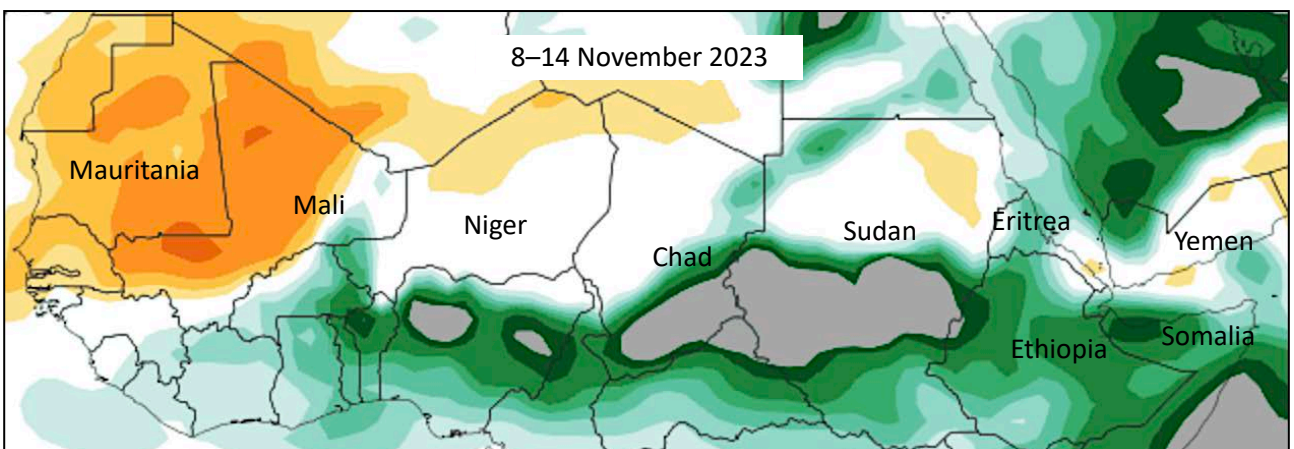 8–14 November 2023
Mauritania
Mali
Niger
Chad
Sudan
Eritrea
Yemen
Ethiopia
Somalia